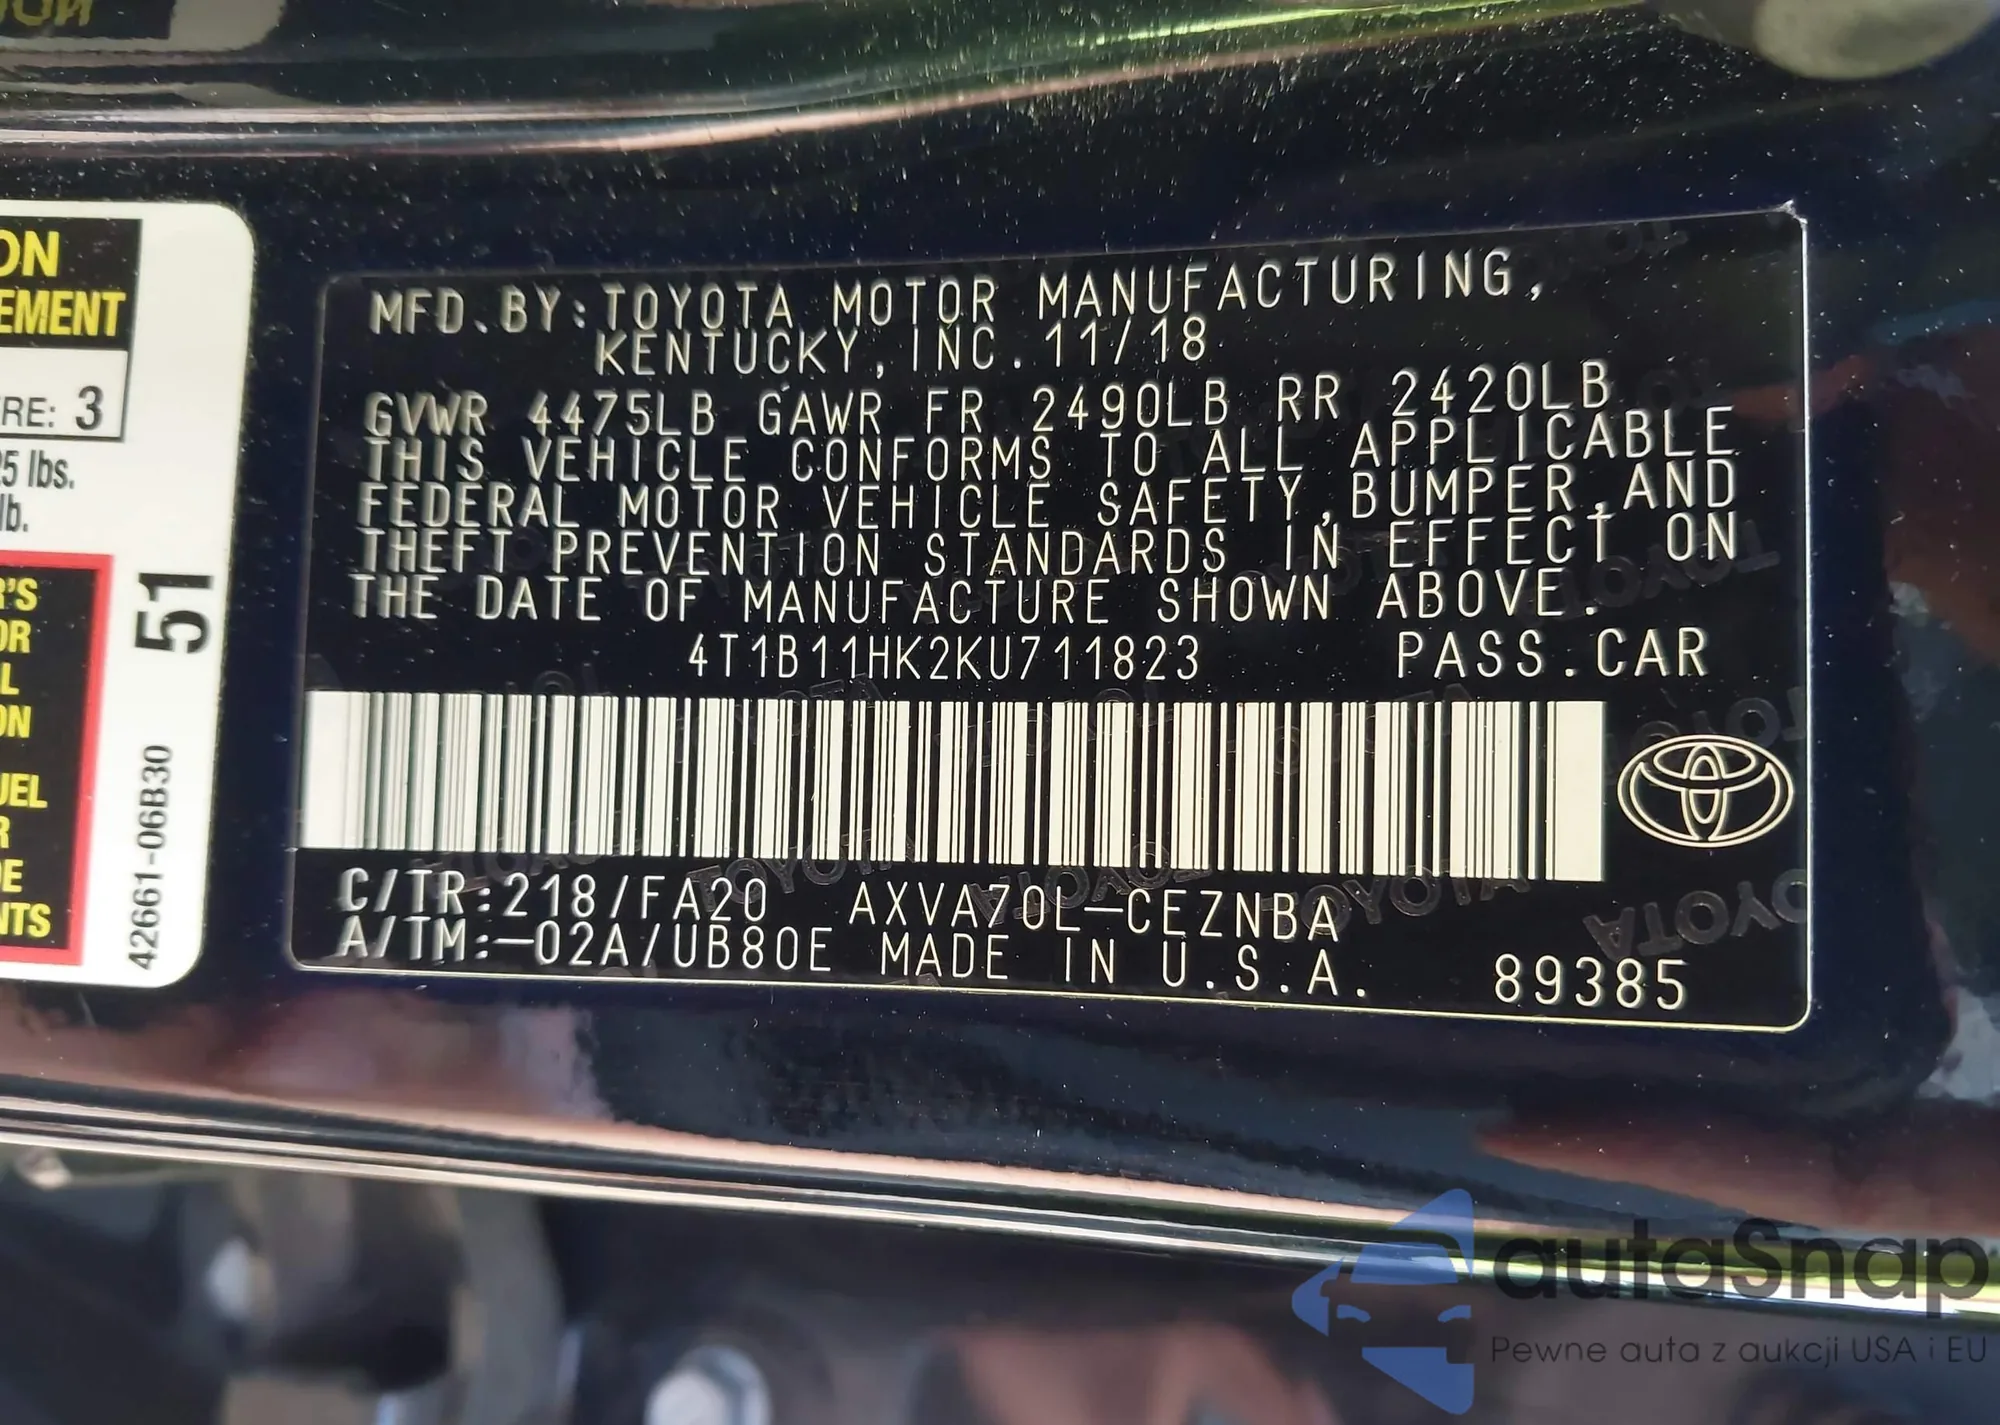 ON
EMENT
RE: 3
25 lbs.
lb.
R'S
OR
L
ON
UEL
R
DE
NTS
51
42661-06B30
MFD. BY: TOYOTA MOTOR MANUFACTURING,
KENTUCKY, INC. 11/18
GVWR 4475LB GAWR FR 2490LB RR 2420LB
THIS VEHICLE CONFORMS TO ALL APPLICABLE
FEDERAL MOTOR VEHICLE SAFETY, BUMPER, AND
THEFT PREVENTION STANDARDS IN EFFECT ON
THE DATE OF MANUFACTURE SHOWN ABOVE.
4T1B11HK2KU711823 PASS.CAR
C/TR:218/FA20 AXVA70L-CEZNBA
A/TM:-02A/UB80E MADE IN U.S.A. 89385
autaSnap
Pewne auta z aukcji USA i EU